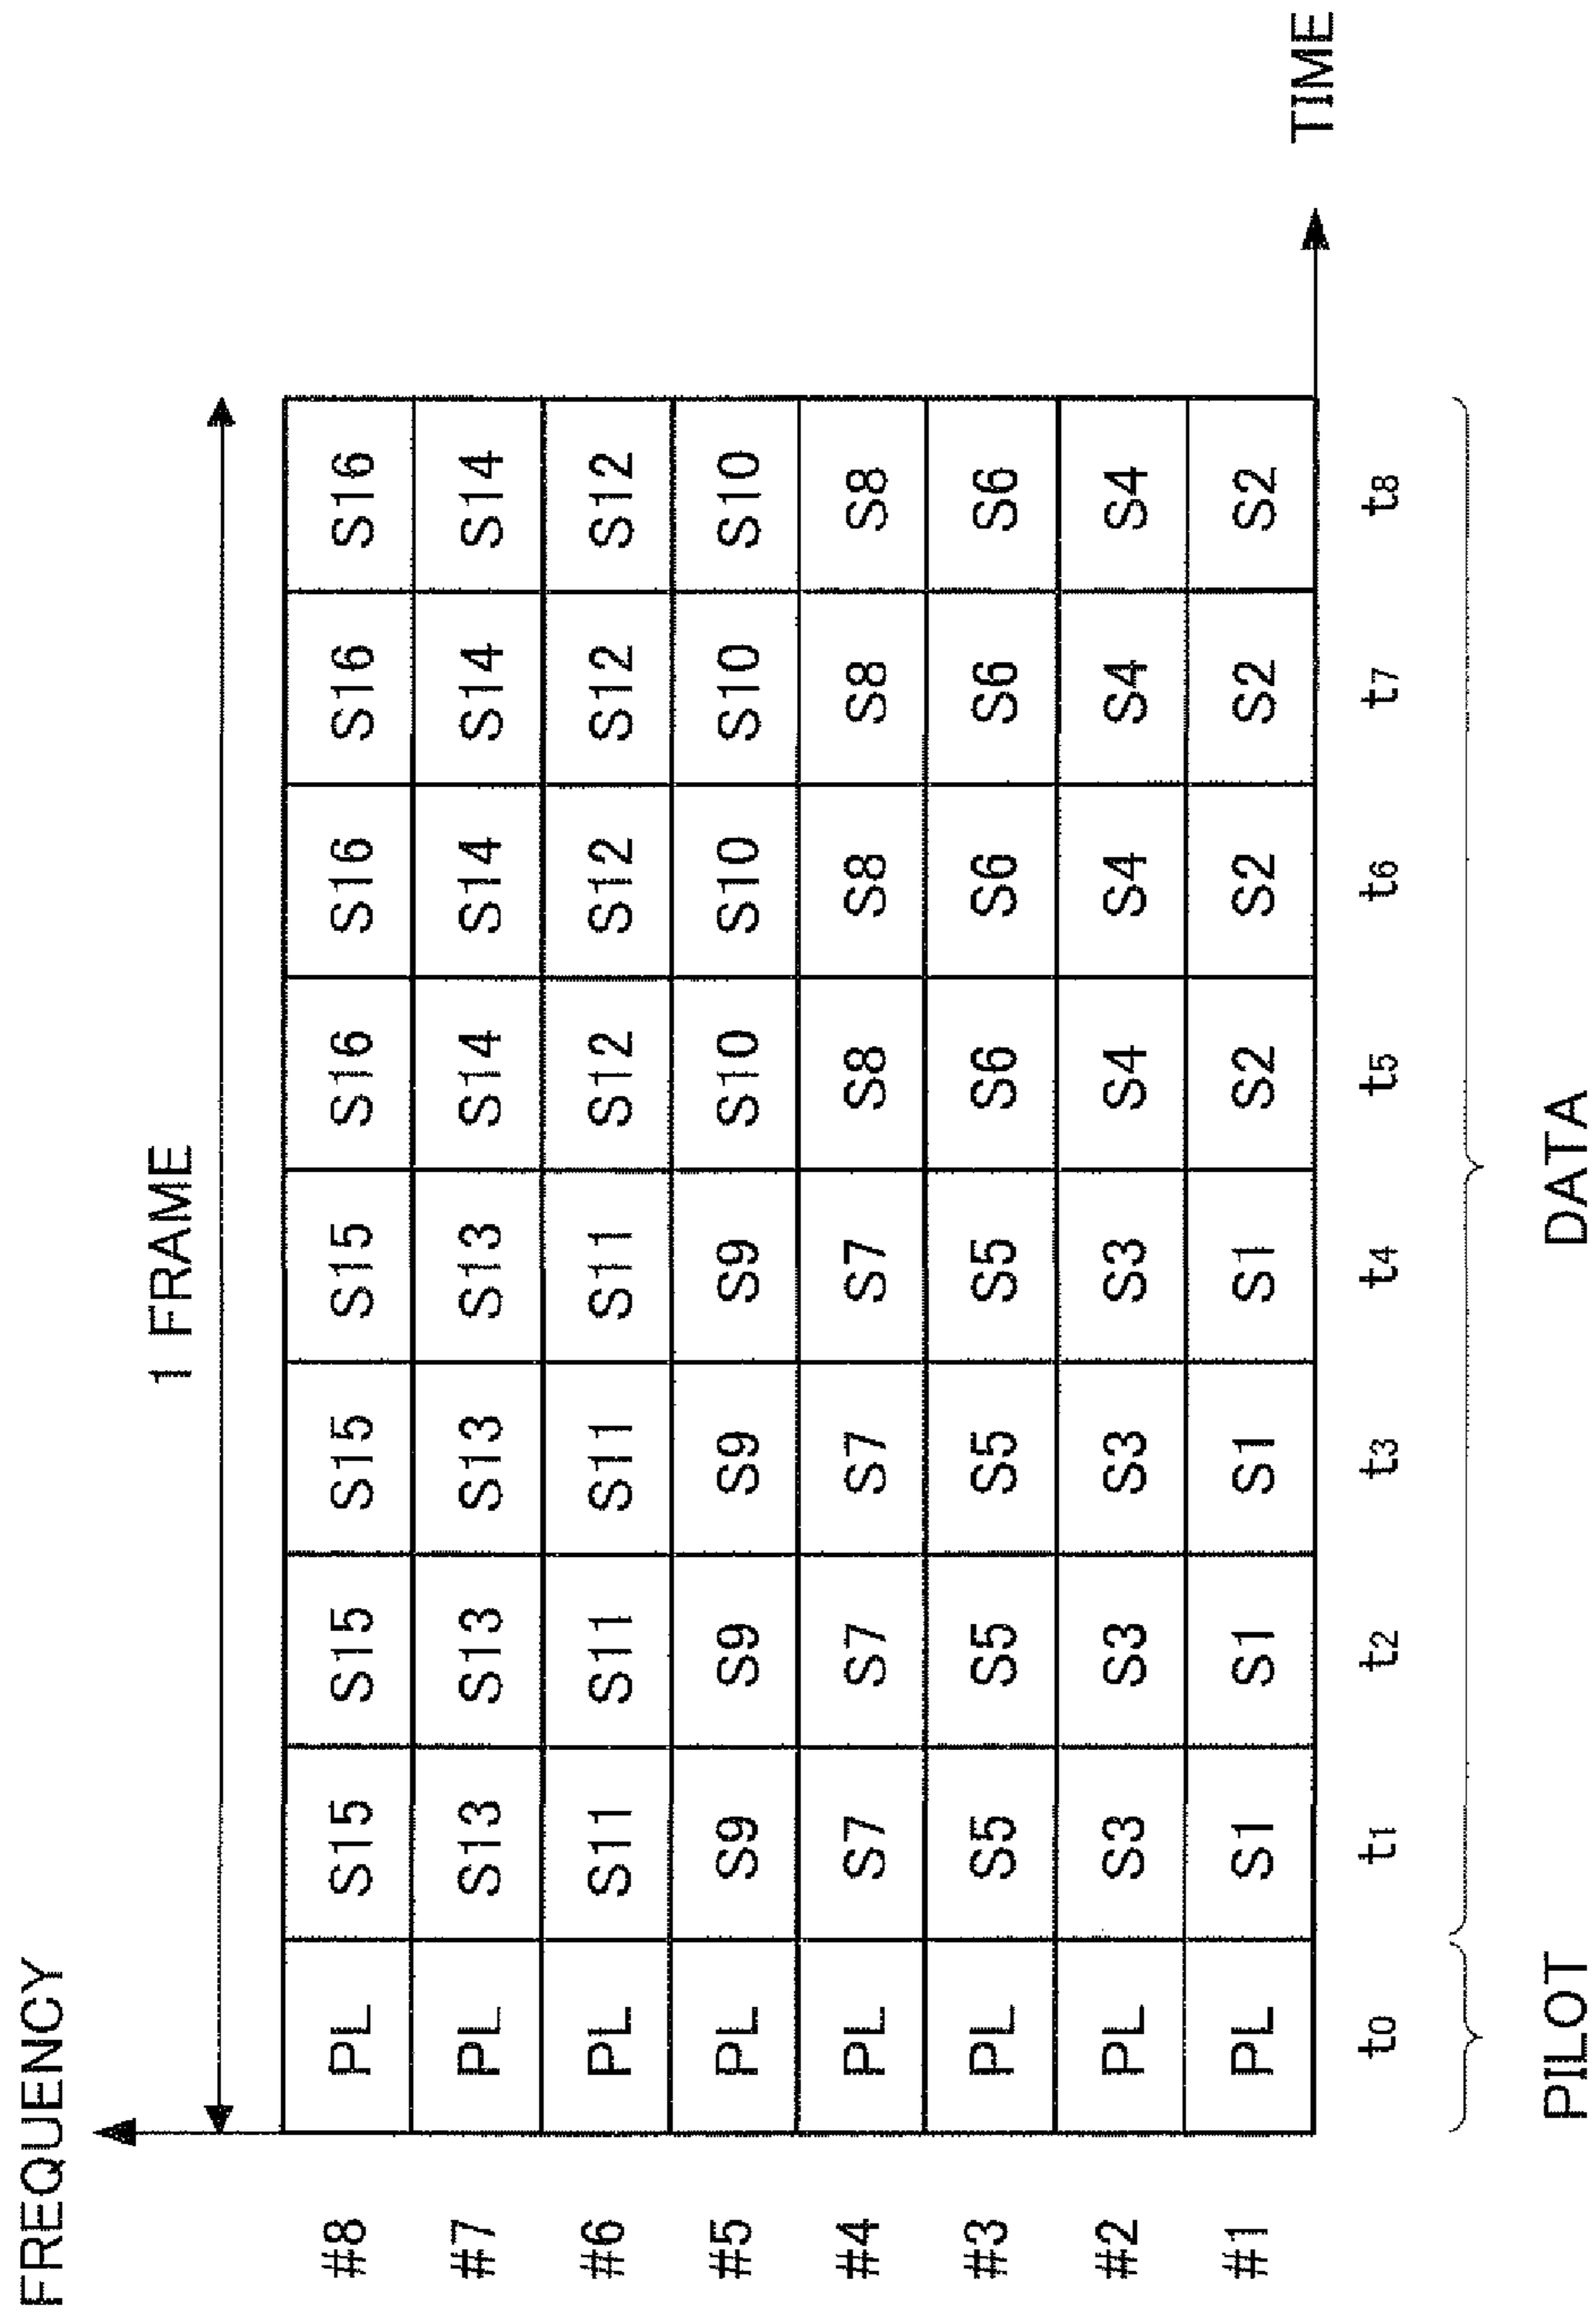 FREQUENCY
1 FRAME
#8 PL S15 S15 S15 S15 S16 S16 S16 S16
#7 PL S13 S13 S13 S13 S14 S14 S14 S14
#6 PL S11 S11 S11 S11 S12 S12 S12 S12
#5 PL S9 S9 S9 S9 S10 S10 S10 S10
#4 PL S7 S7 S7 S7 S8 S8 S8 S8
#3 PL S5 S5 S5 S5 S6 S6 S6 S6
#2 PL S3 S3 S3 S3 S4 S4 S4 S4
#1 PL S1 S1 S1 S1 S2 S2 S2 S2
TIME
t0 t1 t2 t3 t4 t5 t6 t7 t8
PILOT DATA